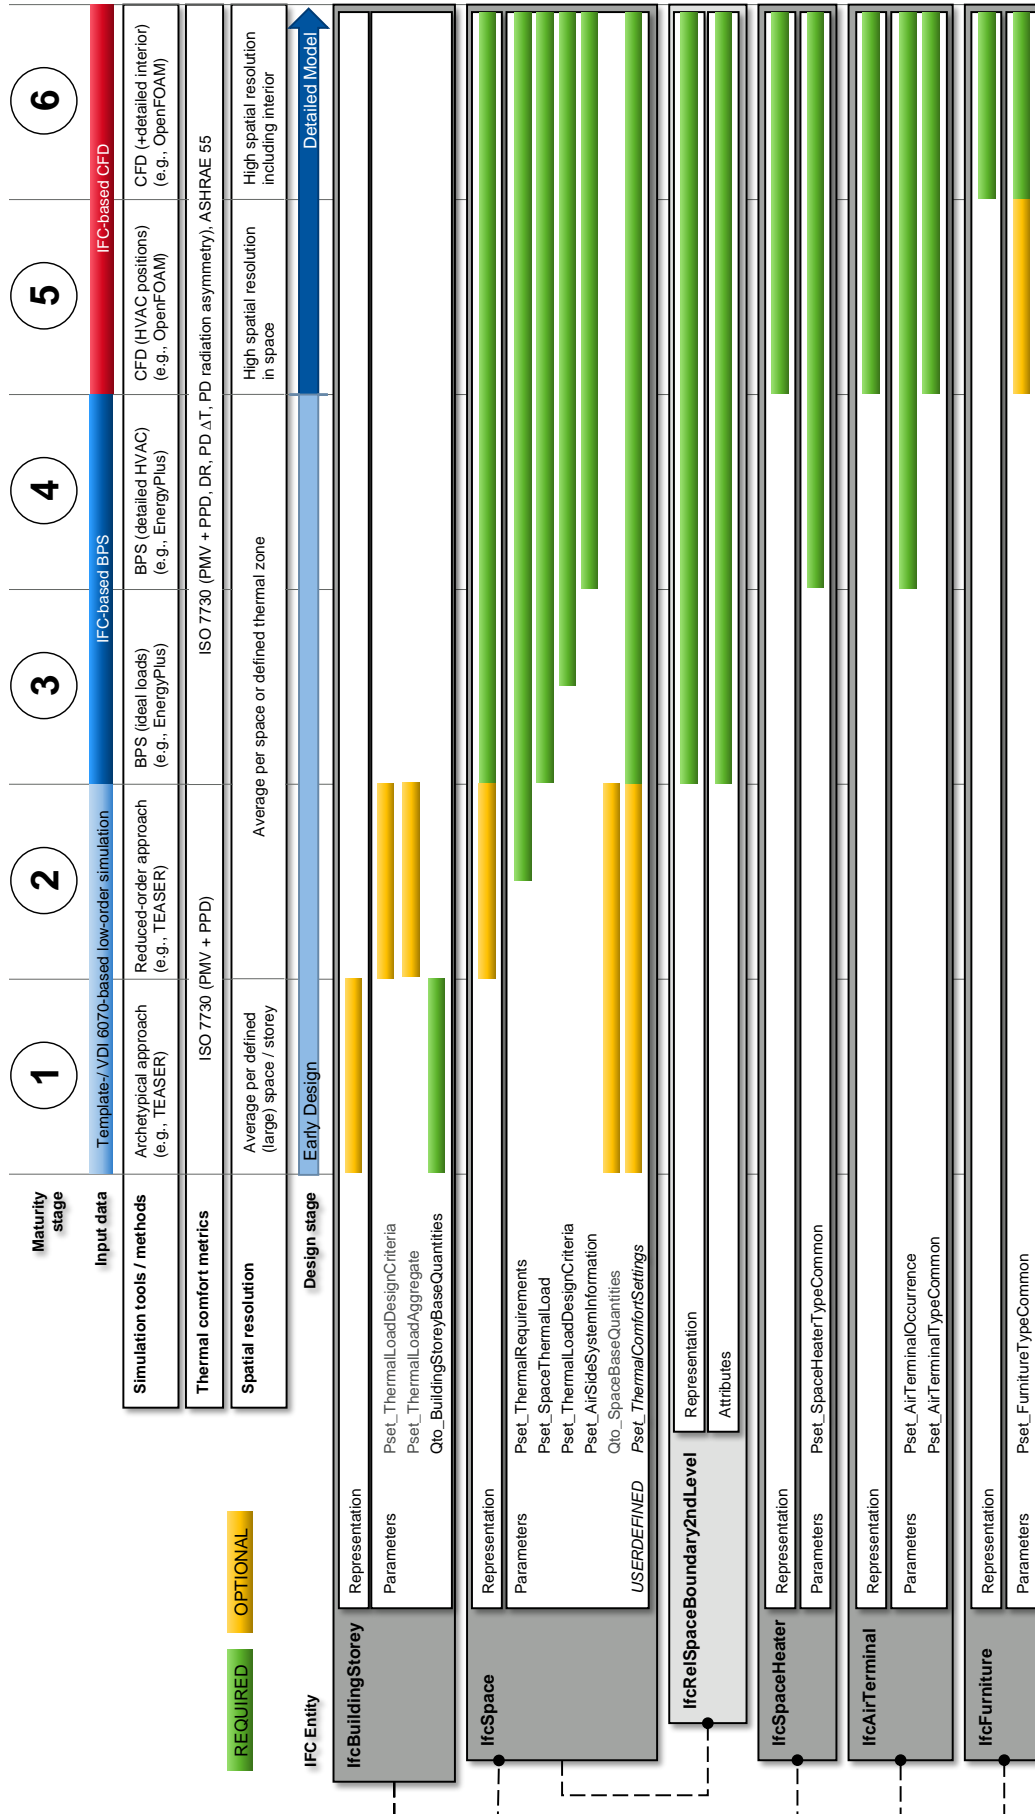 Maturity
stage
1
2
3
4
5
6
Input data
Template-/ VDI 6070-based low-order simulation
IFC-based BPS
IFC-based CFD
Simulation tools / methods
Archetypical approach
(e.g., TEASER)
Reduced-order approach
(e.g., TEASER)
BPS (ideal loads)
(e.g., EnergyPlus)
BPS (detailed HVAC)
(e.g., EnergyPlus)
CFD (HVAC positions)
(e.g., OpenFOAM)
CFD (+detailed interior)
(e.g., OpenFOAM)
Thermal comfort metrics
ISO 7730 (PMV + PPD)
ISO 7730 (PMV + PPD, DR, PD ΔT, PD radiation asymmetry), ASHRAE 55
Spatial resolution
Average per defined
(large) space / storey
Average per space or defined thermal zone
High spatial resolution
in space
High spatial resolution
including interior
REQUIRED
OPTIONAL
IFC Entity
Design stage
Early Design
Detailed Model
IfcBuildingStorey
Representation
Parameters
Pset_ThermalLoadDesignCriteria
Pset_ThermalLoadAggregate
Qto_BuildingStoreyBaseQuantities
IfcSpace
Representation
Parameters
Pset_ThermalRequirements
Pset_SpaceThermalLoad
Pset_ThermalLoadDesignCriteria
Pset_AirSideSystemInformation
Qto_SpaceBaseQuantities
USERDEFINED
Pset_ThermalComfortSettings
IfcRelSpaceBoundary2ndLevel
Representation
Attributes
IfcSpaceHeater
Representation
Parameters
Pset_SpaceHeaterTypeCommon
IfcAirTerminal
Representation
Parameters
Pset_AirTerminalOccurrence
Pset_AirTerminalTypeCommon
IfcFurniture
Representation
Parameters
Pset_FurnitureTypeCommon